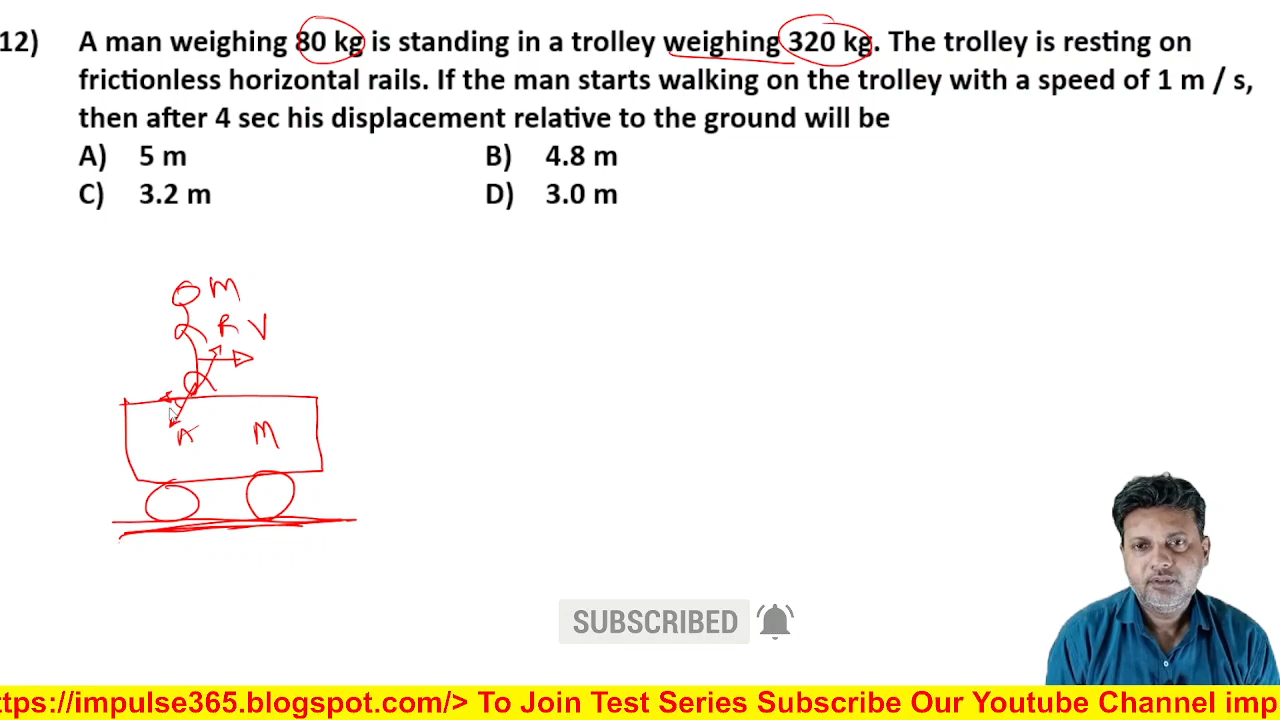 12) A man weighing 80 kg is standing in a trolley weighing 320 kg. The trolley is resting on
frictionless horizontal rails. If the man starts walking on the trolley with a speed of 1 m / s,
then after 4 sec his displacement relative to the ground will be
A) 5 m B) 4.8 m
C) 3.2 m D) 3.0 m
M
R V
M
SUBSCRIBED
ttps://impulse365.blogspot.com/> To Join Test Series Subscribe Our Youtube Channel imp